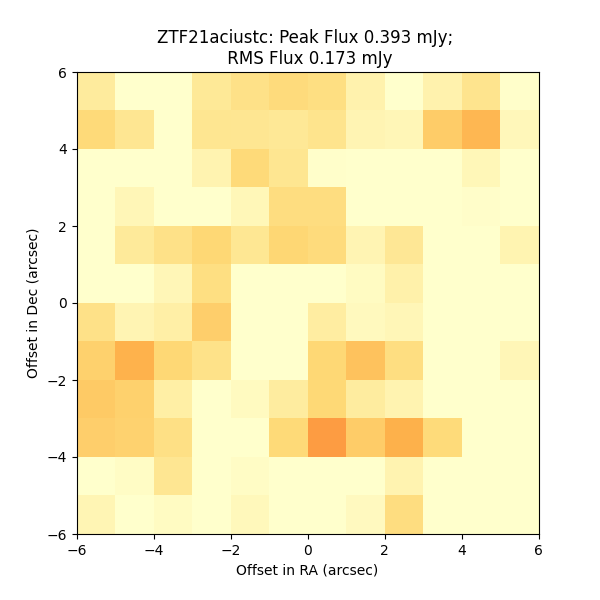 ZTF21aciustc: Peak Flux 0.393 mJy;
RMS Flux 0.173 mJy
6
4
2
0
−2
−4
−6
Offset in Dec (arcsec)
−6 −4 −2 0 2 4 6
Offset in RA (arcsec)